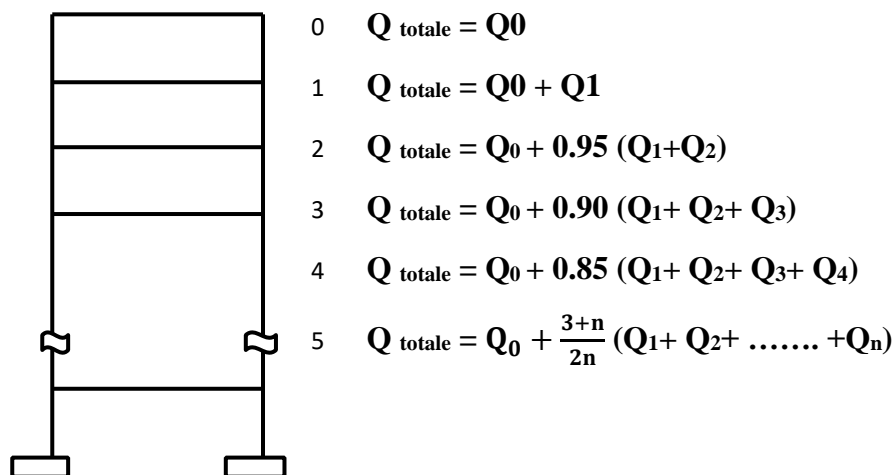 0 Q totale = Q0
1 Q totale = Q0 + Q1
2 Q totale = Q₀ + 0.95 (Q₁+Q₂)
3 Q totale = Q₀ + 0.90 (Q₁+ Q₂+ Q₃)
4 Q totale = Q₀ + 0.85 (Q₁+ Q₂+ Q₃+ Q₄)
5 Q totale = Q₀ + (3+n)/(2n) (Q₁+ Q₂+ ……. +Qₙ)